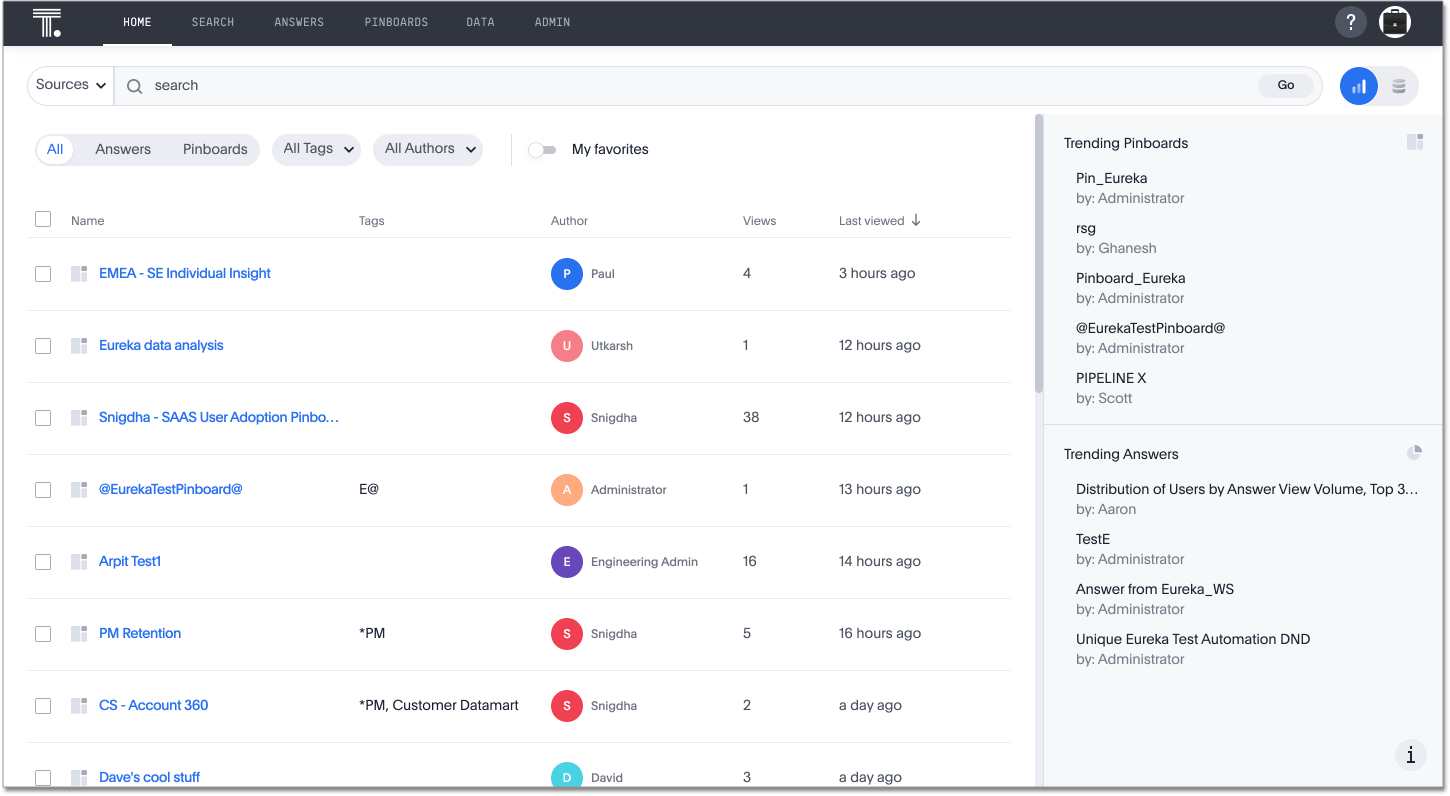 T.
HOME SEARCH ANSWERS PINBOARDS DATA ADMIN ?
Sources search Go
All Answers Pinboards All Tags All Authors My favorites
Name Tags Author Views Last viewed
EMEA - SE Individual Insight P Paul 4 3 hours ago
Eureka data analysis U Utkarsh 1 12 hours ago
Snigdha - SAAS User Adoption Pinbo... S Snigdha 38 12 hours ago
@EurekaTestPinboard@ E@ A Administrator 1 13 hours ago
Arpit Test1 E Engineering Admin 16 14 hours ago
PM Retention *PM S Snigdha 5 16 hours ago
CS - Account 360 *PM, Customer Datamart S Snigdha 2 a day ago
Dave's cool stuff D David 3 a day ago
Trending Pinboards
Pin_Eureka
by: Administrator
rsg
by: Ghanesh
Pinboard_Eureka
by: Administrator
@EurekaTestPinboard@
by: Administrator
PIPELINE X
by: Scott
Trending Answers
Distribution of Users by Answer View Volume, Top 3...
by: Aaron
TestE
by: Administrator
Answer from Eureka_WS
by: Administrator
Unique Eureka Test Automation DND
by: Administrator
i